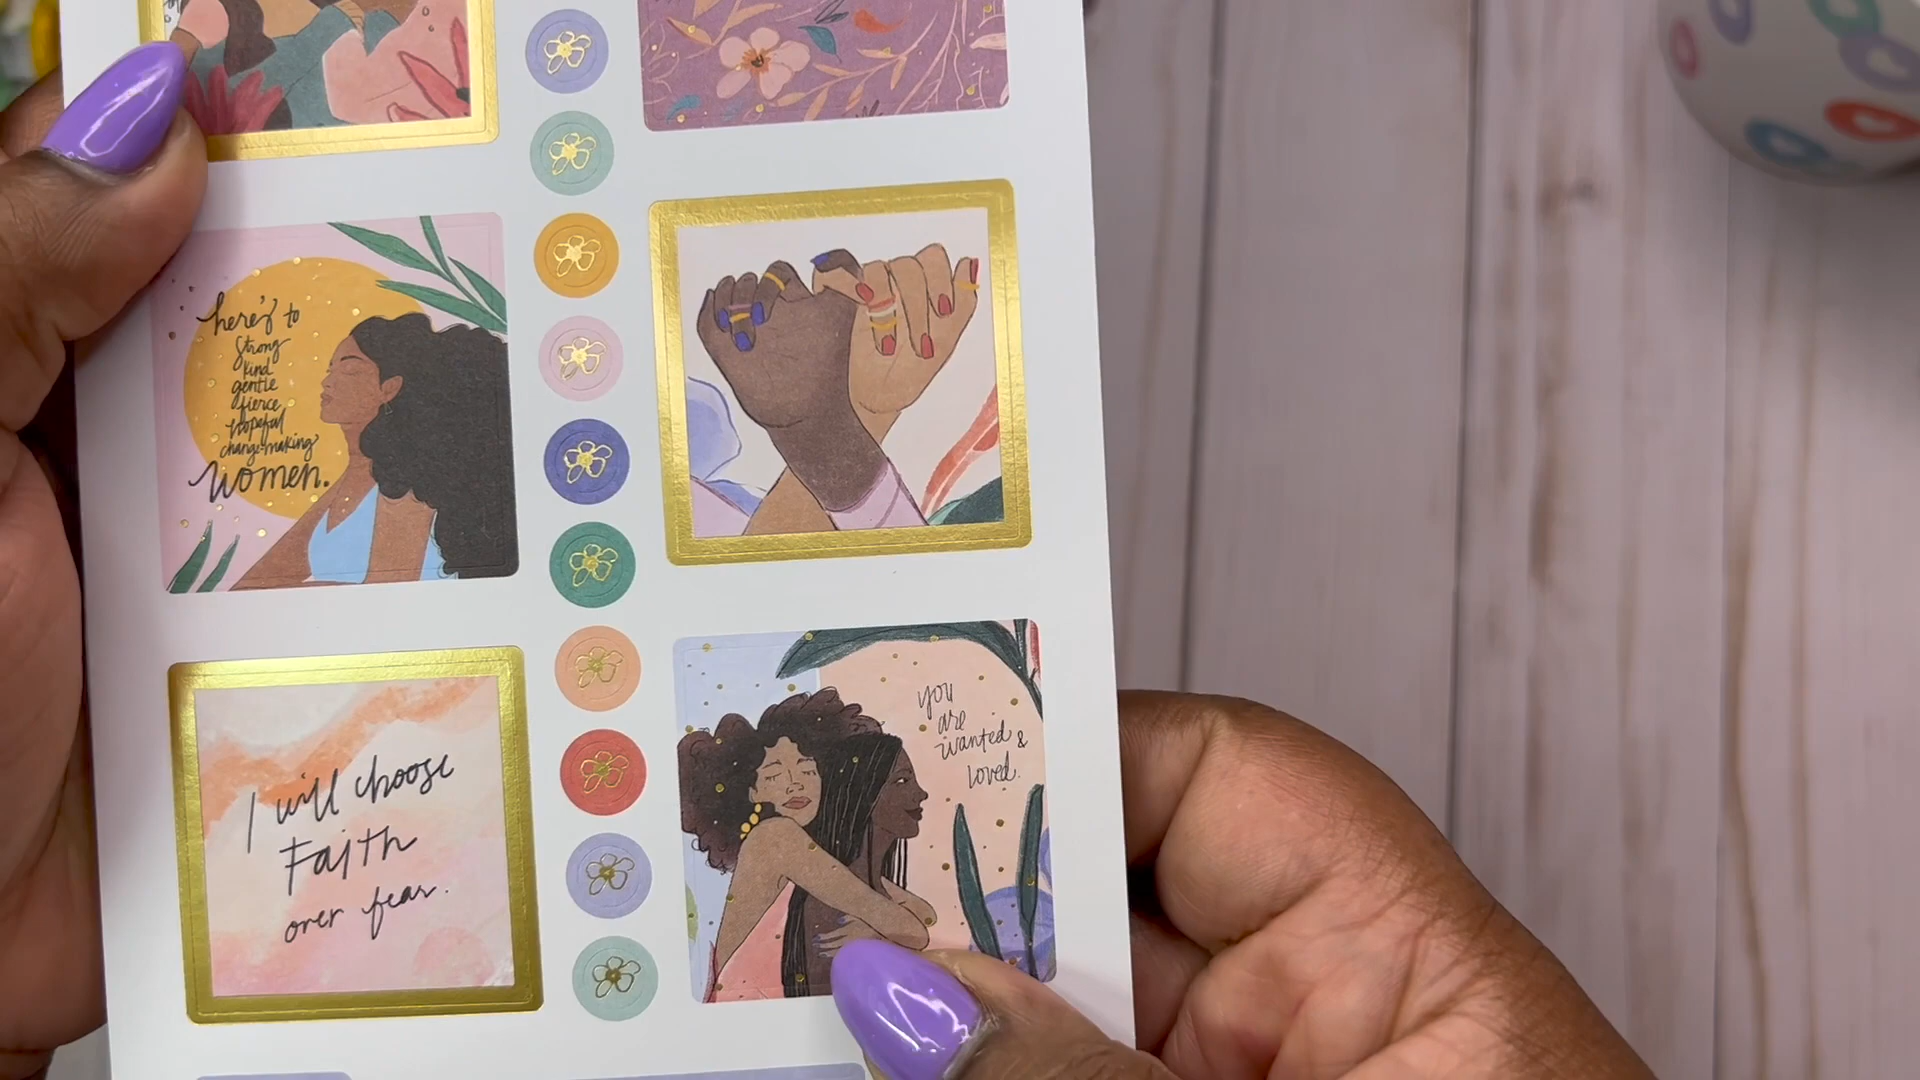 here's to
strong
kind
gentle
fierce
hopeful
change-making
women.
I will choose
Faith
over fear.
you
are
wanted &
loved.